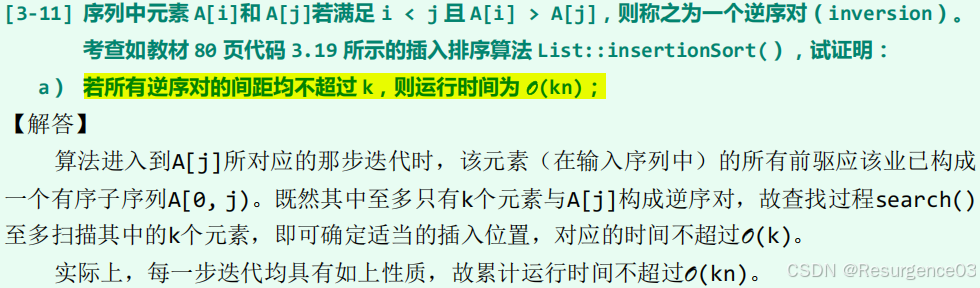 [3-11] 序列中元素 A[i]和 A[j]若满足 i < j 且 A[i] > A[j]，则称之为一个逆序对（inversion）。
考查如教材 80 页代码 3.19 所示的插入排序算法 List::insertionSort()，试证明：
a） 若所有逆序对的间距均不超过 k，则运行时间为 O(kn)；
【解答】
算法进入到A[j]所对应的那步迭代时，该元素（在输入序列中）的所有前驱应该业已构成
一个有序子序列A[0, j)。既然其中至多只有k个元素与A[j]构成逆序对，故查找过程search()
至多扫描其中的k个元素，即可确定适当的插入位置，对应的时间不超过O(k)。
实际上，每一步迭代均具有如上性质，故累计运行时间不超过O(kn)。
CSDN @Resurgence03